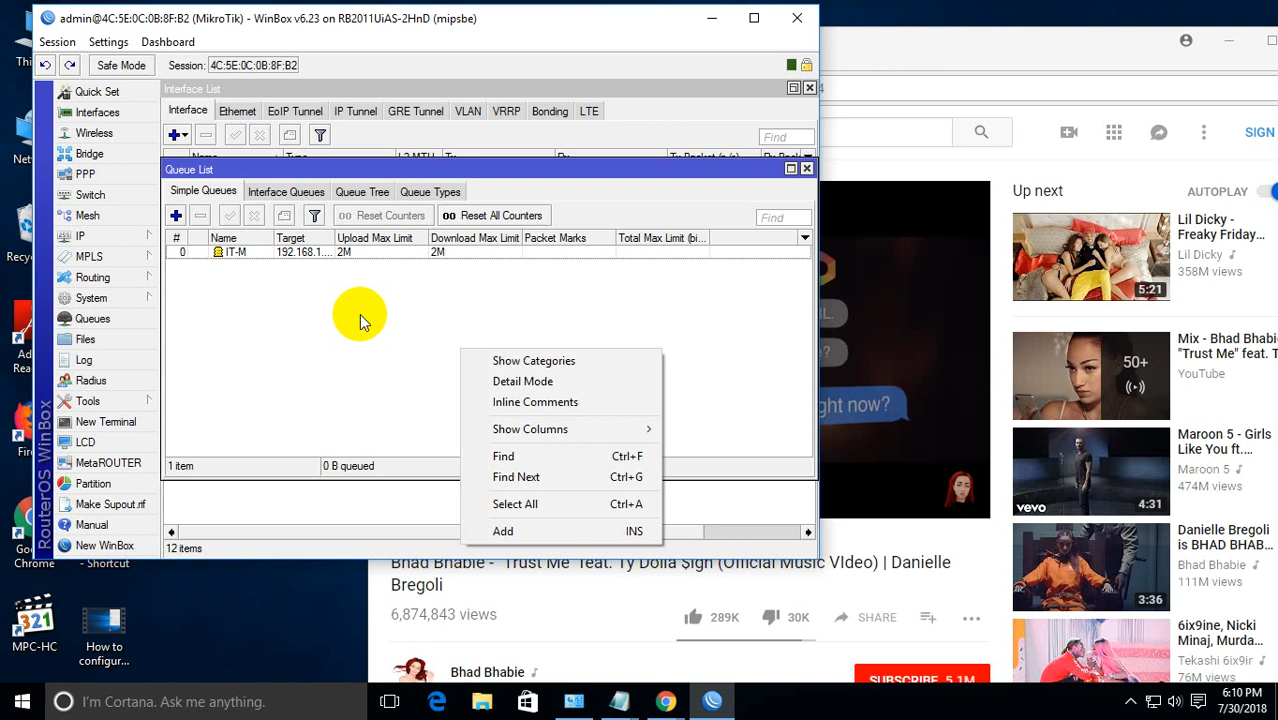 admin@4C:5E:0C:0B:8F:B2 (MikroTik) - WinBox v6.23 on RB2011UiAS-2HnD (mipsbe)
Session Settings Dashboard
Safe Mode Session: 4C:5E:0C:0B:8F:B2
Quick Set
Interfaces
Wireless
Bridge
PPP
Switch
Mesh
IP
MPLS
Routing
System
Queues
Files
Log
Radius
Tools
New Terminal
LCD
MetaROUTER
Partition
Make Supout.rif
Manual
New WinBox
RouterOS WinBox
Interface List
Interface Ethernet EoIP Tunnel IP Tunnel GRE Tunnel VLAN VRRP Bonding LTE
Find
Queue List
Simple Queues Interface Queues Queue Tree Queue Types
00 Reset Counters 00 Reset All Counters Find
# Name Target Upload Max Limit Download Max Limit Packet Marks Total Max Limit (bi...
0 IT-M 192.168.1.... 2M 2M
1 item 0 B queued
12 items
Show Categories
Detail Mode
Inline Comments
Show Columns
Find Ctrl+F
Find Next Ctrl+G
Select All Ctrl+A
Add INS
SIGN
right now?
Bhad Bhabie - "Trust Me" feat. Ty Dolla $ign (Official Music VIdeo) | Danielle
Bregoli
6,874,843 views
289K 30K SHARE
Bhad Bhabie
SUBSCRIBE 5.1M
Up next AUTOPLAY
Lil Dicky -
Freaky Friday...
Lil Dicky
358M views
5:21
Mix - Bhad Bhabie
"Trust Me" feat. T
YouTube
50+
Maroon 5 - Girls
Maroon 5
474M views
vevo 4:31
Danielle Bregoli
is BHAD BHAB...
Bhad Bhabie
111M views
3:36
6ix9ine, Nicki
Minaj, Murda...
Tekashi 6ix9ir
MPC-HC
How to
configur...
Chrome
- Shortcut
I'm Cortana. Ask me anything.
6:10 PM
7/30/2018